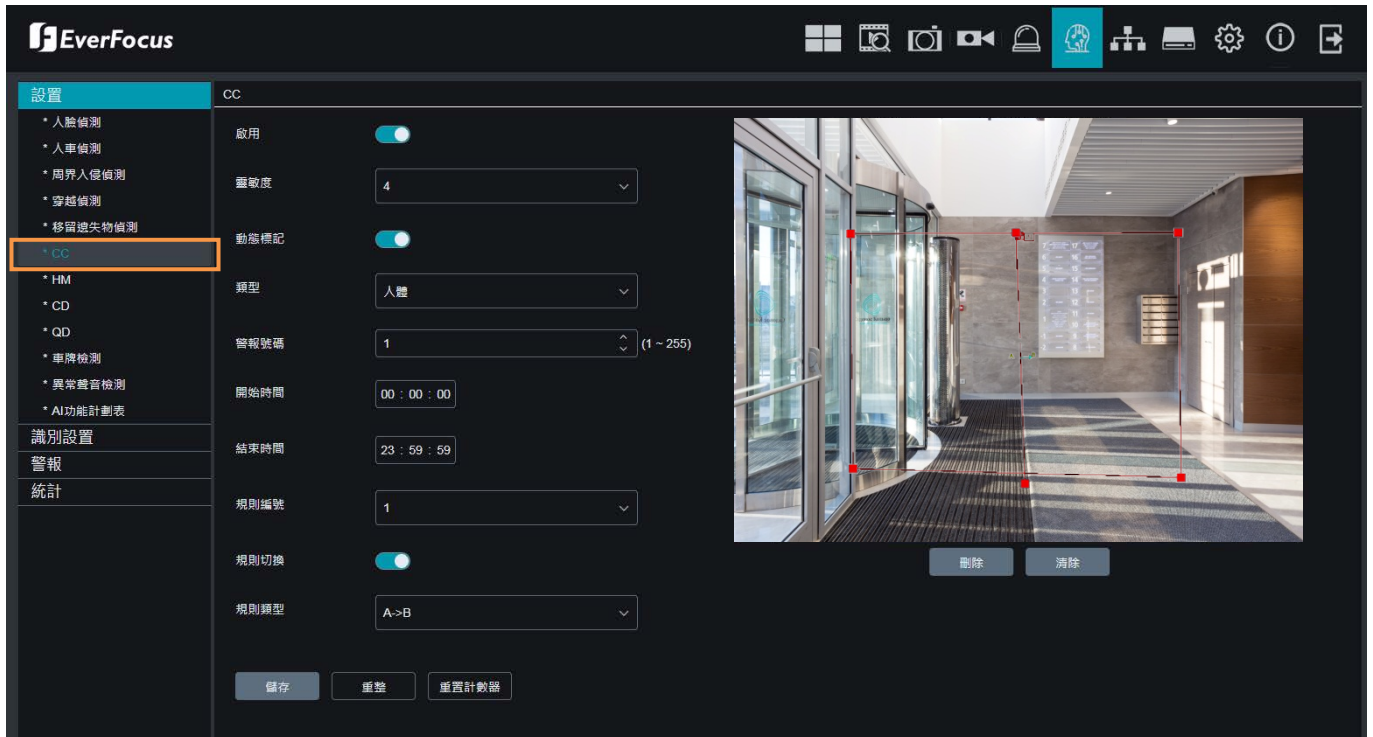 EverFocus
設置
* 人臉偵測
* 人車偵測
* 周界入侵偵測
* 穿越偵測
* 移留遺失物偵測
* CC
* HM
* CD
* QD
* 車牌檢測
* 異常聲音檢測
* AI功能計劃表
識別設置
警報
統計
CC
啟用
靈敏度 4
動態標記
類型 人體
警報號碼 1 (1 ~ 255)
開始時間 00 : 00 : 00
結束時間 23 : 59 : 59
規則編號 1
規則切換
規則類型 A->B
儲存 重整 重置計數器
刪除 清除